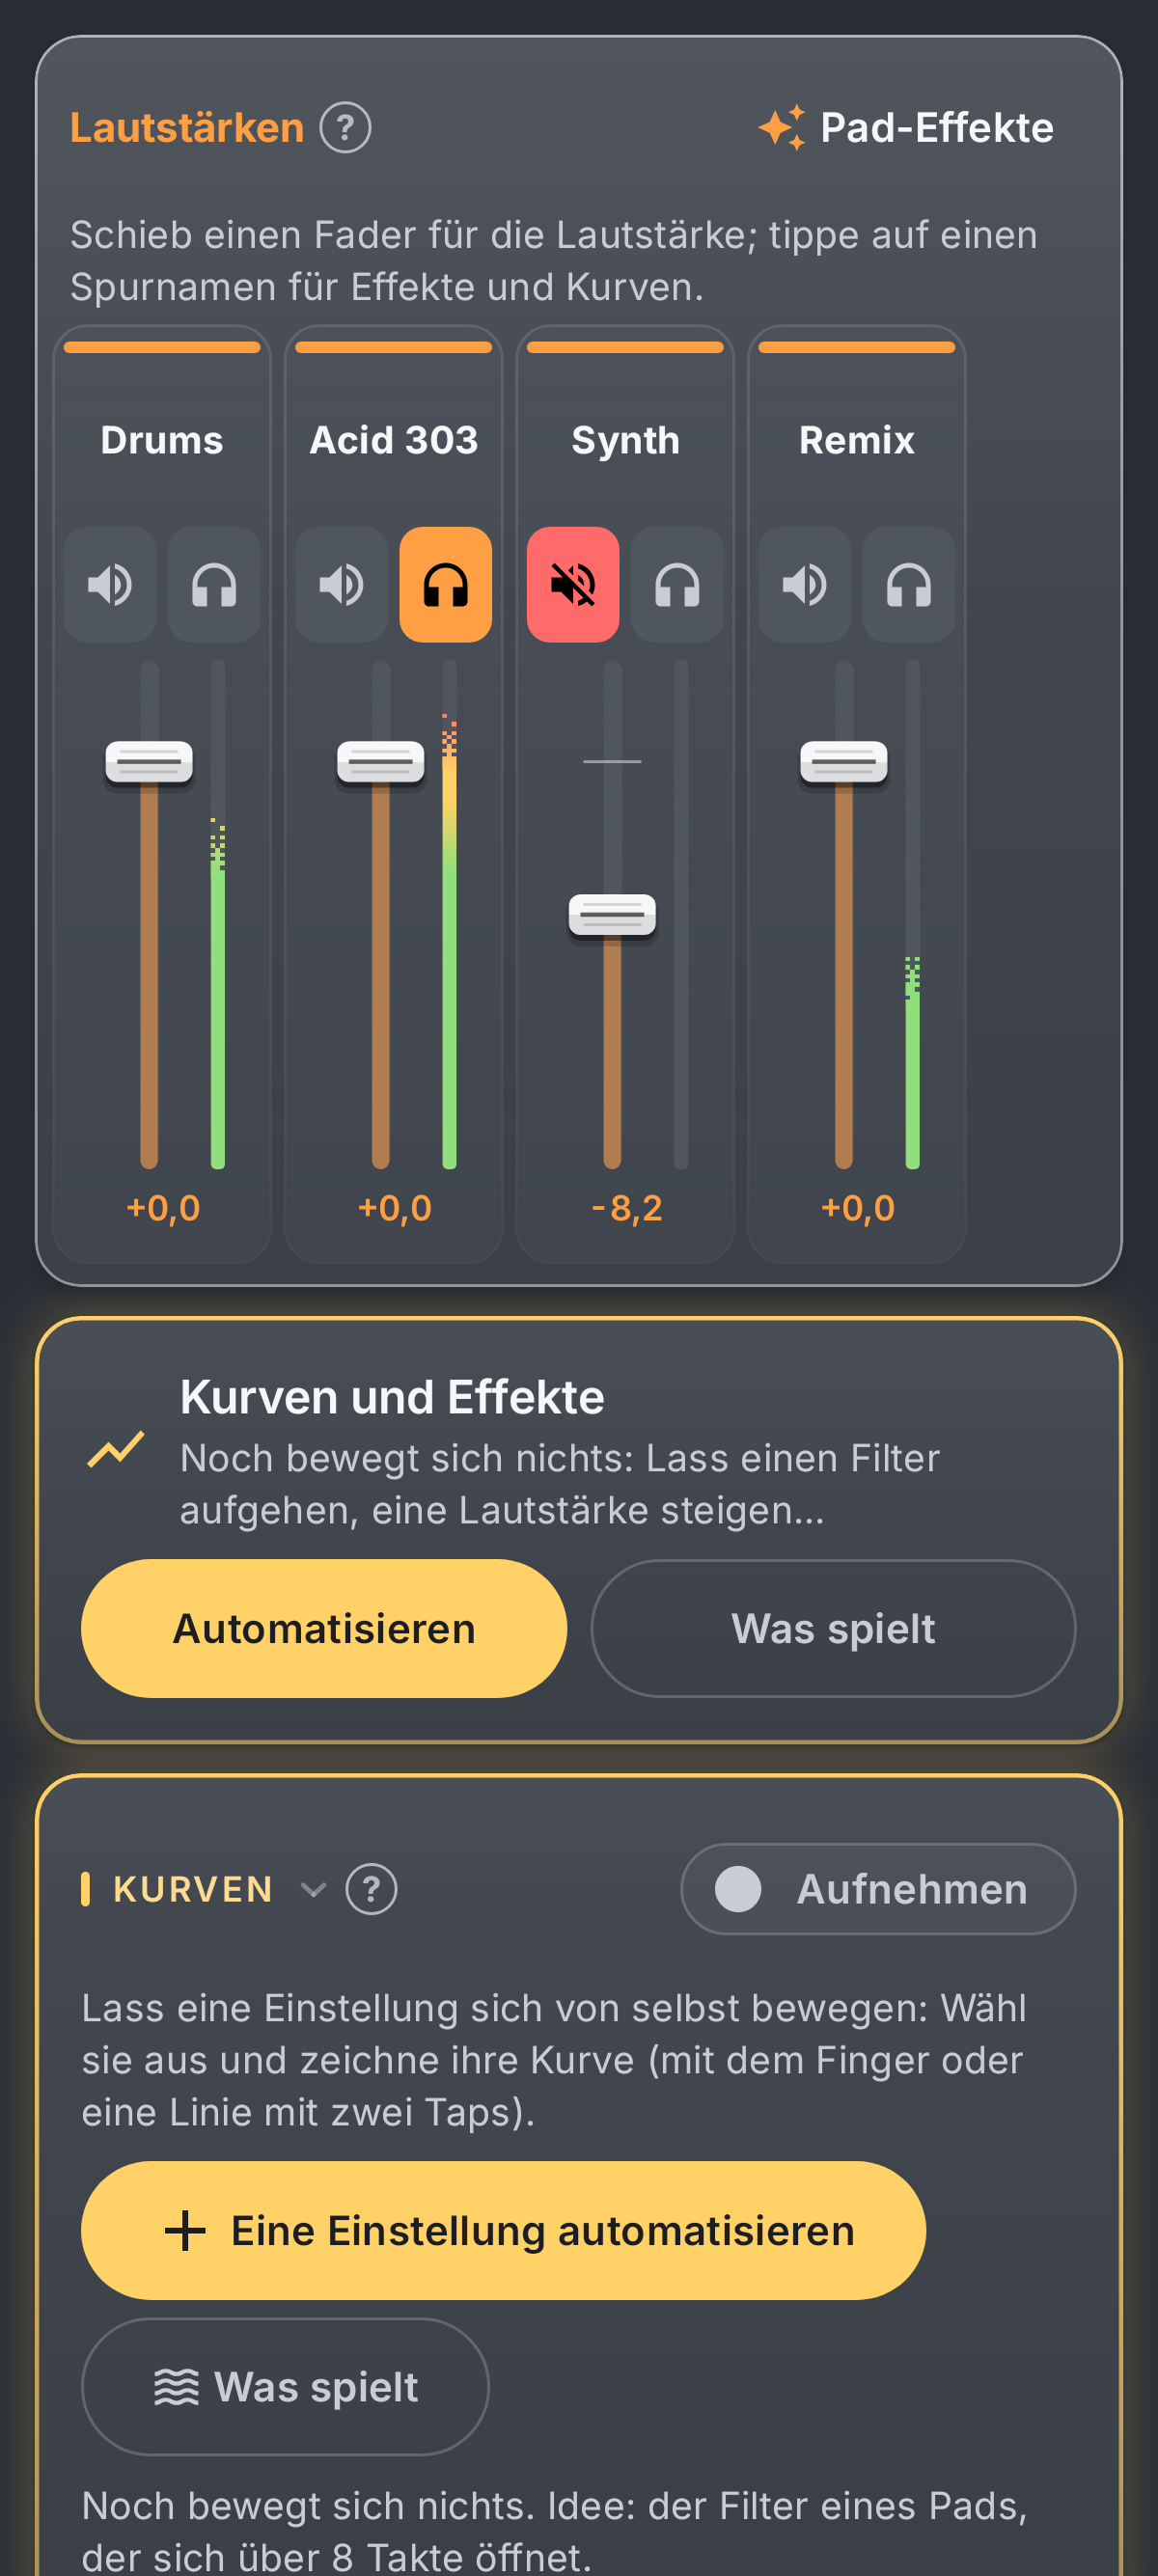 Lautstärken ?
Pad-Effekte
Schieb einen Fader für die Lautstärke; tippe auf einen
Spurnamen für Effekte und Kurven.
Drums
Acid 303
Synth
Remix
+0,0
+0,0
-8,2
+0,0
Kurven und Effekte
Noch bewegt sich nichts: Lass einen Filter
aufgehen, eine Lautstärke steigen…
Automatisieren
Was spielt
KURVEN ?
Aufnehmen
Lass eine Einstellung sich von selbst bewegen: Wähl
sie aus und zeichne ihre Kurve (mit dem Finger oder
eine Linie mit zwei Taps).
Eine Einstellung automatisieren
Was spielt
Noch bewegt sich nichts. Idee: der Filter eines Pads,
der sich über 8 Takte öffnet.